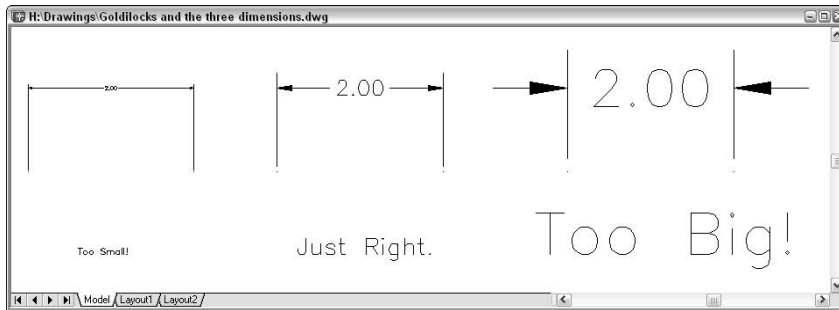 H:\Drawings\Goldilocks and the three dimensions.dwg
2.00 2.00 2.00
Too Small! Just Right. Too Big!
Model Layout1 Layout2